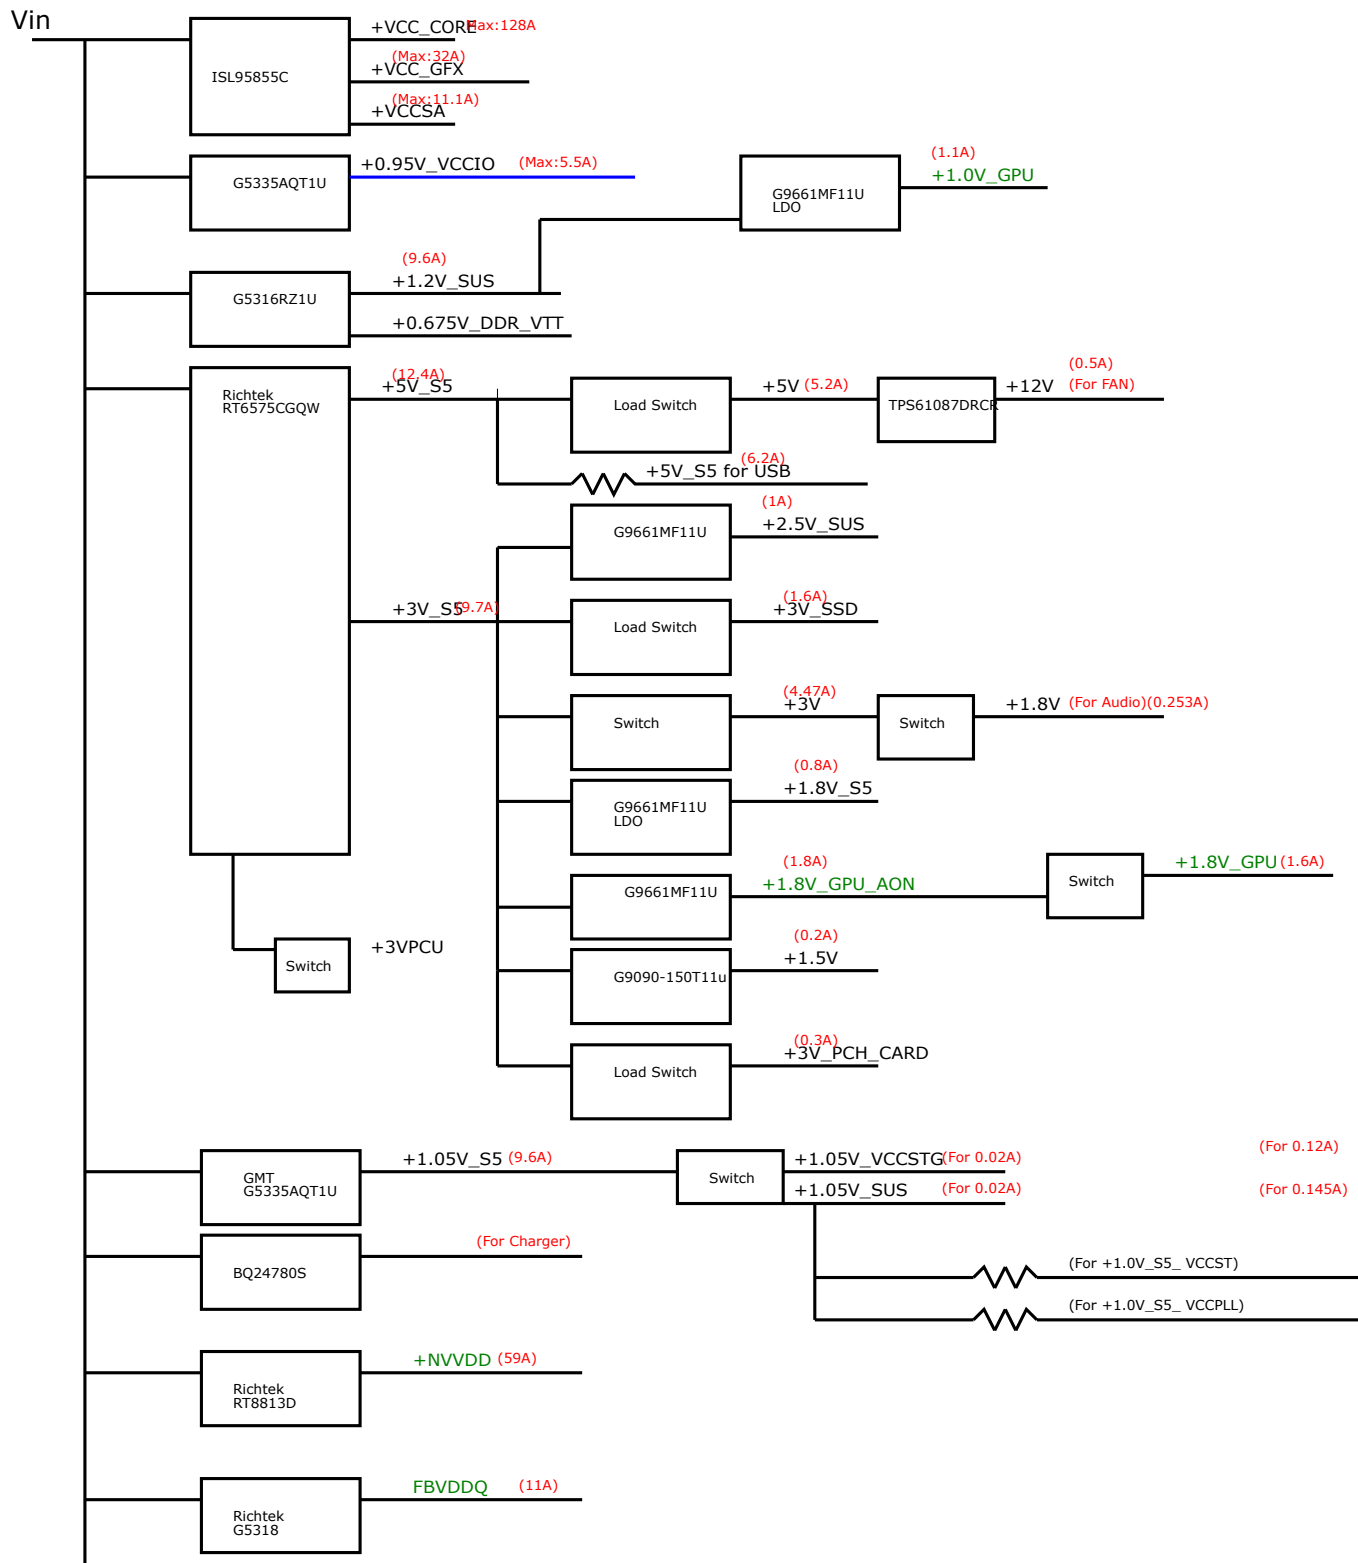 Vin
+VCC_CORE Max:128A
(Max:32A)
+VCC_GFX
ISL95855C
(Max:11.1A)
+VCCSA
+0.95V_VCCIO (Max:5.5A)
G5335AQT1U
(1.1A)
+1.0V_GPU
G9661MF11U
LDO
(9.6A)
+1.2V_SUS
G5316RZ1U
+0.675V_DDR_VTT
Richtek
RT6575CGQW
(12.4A)
+5V_S5
Load Switch
+5V (5.2A)
TPS61087DRCR
(0.5A)
+12V (For FAN)
(6.2A)
+5V_S5 for USB
(1A)
+2.5V_SUS
G9661MF11U
+3V_S5 (9.7A)
(1.6A)
+3V_SSD
Load Switch
(4.47A)
+3V
Switch
Switch
+1.8V (For Audio)(0.253A)
(0.8A)
+1.8V_S5
G9661MF11U
LDO
(1.8A)
+1.8V_GPU_AON
G9661MF11U
Switch
+1.8V_GPU (1.6A)
+3VPCU
Switch
(0.2A)
+1.5V
G9090-150T11u
(0.3A)
+3V_PCH_CARD
Load Switch
+1.05V_S5 (9.6A)
GMT
G5335AQT1U
Switch
+1.05V_VCCSTG (For 0.02A)
(For 0.12A)
+1.05V_SUS (For 0.02A)
(For 0.145A)
(For Charger)
BQ24780S
(For +1.0V_S5_ VCCST)
(For +1.0V_S5_ VCCPLL)
+NVVDD (59A)
Richtek
RT8813D
FBVDDQ (11A)
Richtek
G5318